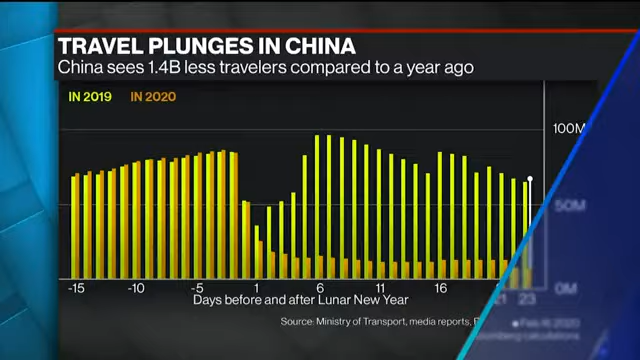 TRAVEL PLUNGES IN CHINA
China sees 1.4B less travelers compared to a year ago
IN 2019 IN 2020
100M
50M
0M
-15 -10 -5 1 6 11 16 21 23
Days before and after Lunar New Year
Source: Ministry of Transport, media reports,
Feb. 18 2020
calculations